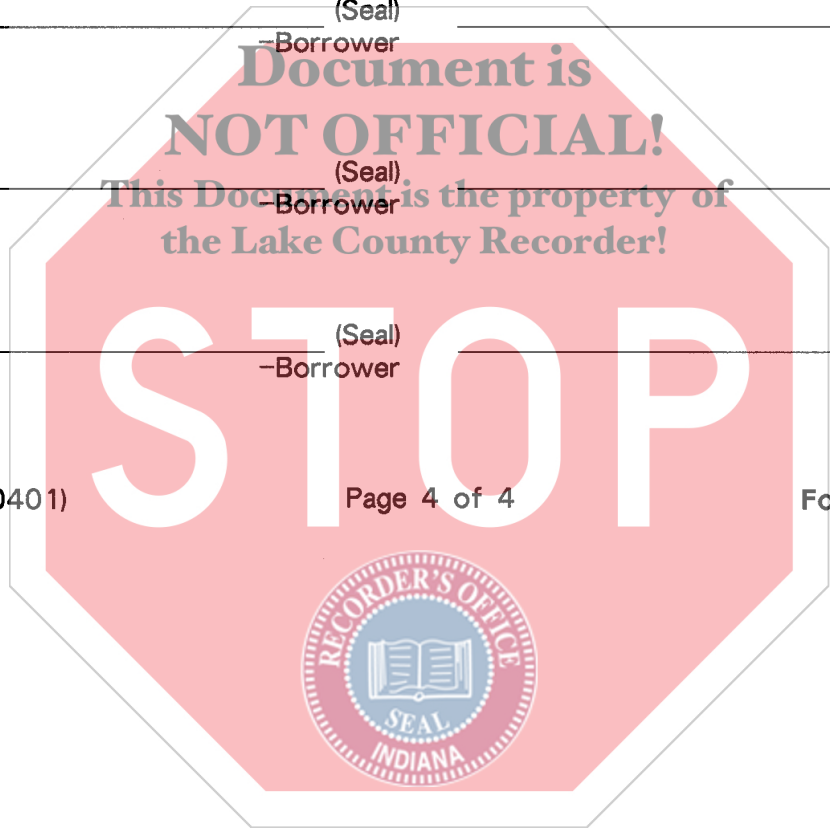 (Seal)
-Borrower
Document is
NOT OFFICIAL!
(Seal)
This Document is the property of
-Borrower
the Lake County Recorder!
STOP
(Seal)
-Borrower
0401) Page 4 of 4 Fo
RECORDER'S OFFICE
SEAL
INDIANA